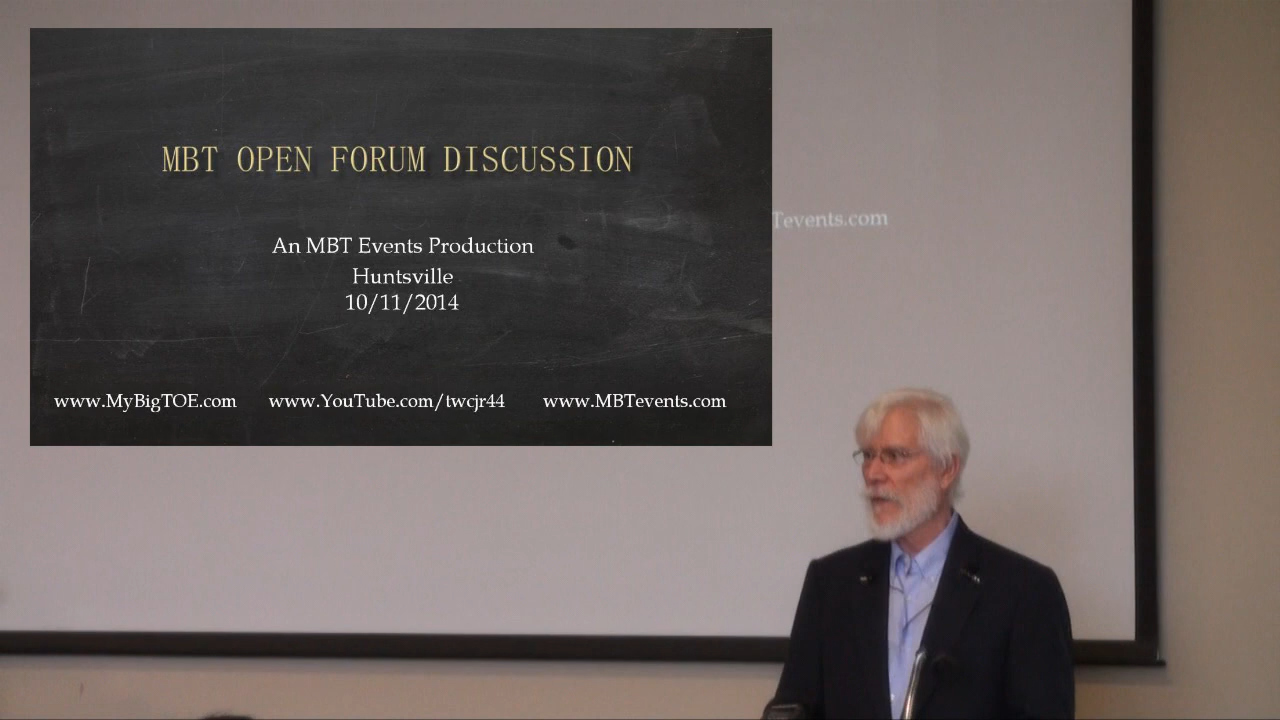 MBT OPEN FORUM DISCUSSION
An MBT Events Production
Huntsville
10/11/2014
www.MyBigTOE.com www.YouTube.com/twcjr44 www.MBTevents.com
Tevents.com